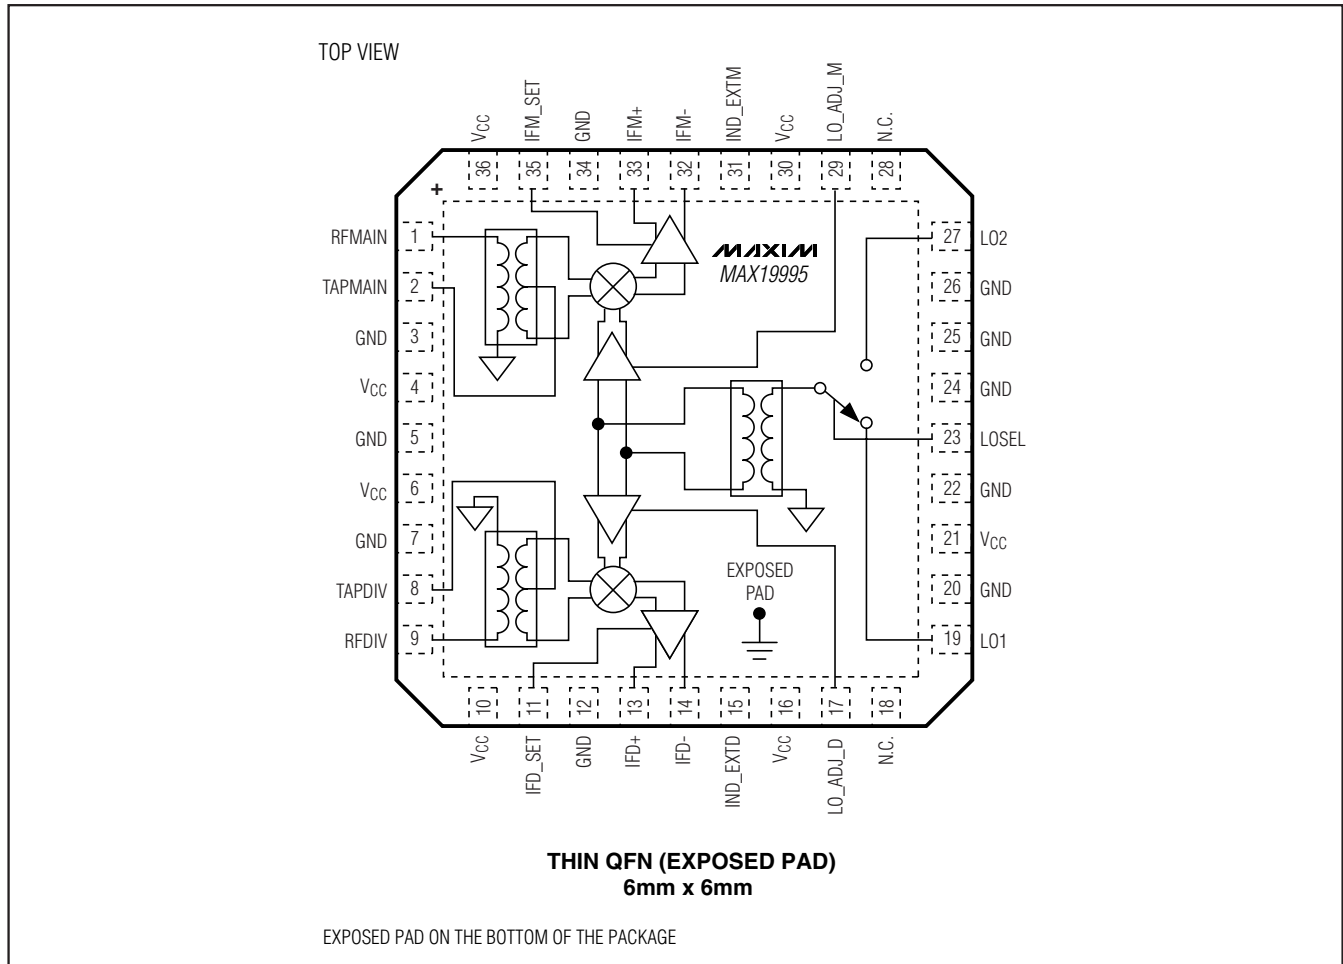 TOP VIEW
VCC
IFM_SET
GND
IFM+
IFM-
IND_EXTM
VCC
LO_ADJ_M
N.C.
36
35
34
33
32
31
30
29
28
+
RFMAIN 1
TAPMAIN 2
GND 3
VCC 4
GND 5
VCC 6
GND 7
TAPDIV 8
RFDIV 9
MAXIM
MAX19995
27 LO2
26 GND
25 GND
24 GND
23 LOSEL
22 GND
21 VCC
20 GND
19 LO1
EXPOSED
PAD
10
11
12
13
14
15
16
17
18
VCC
IFD_SET
GND
IFD+
IFD-
IND_EXTD
VCC
LO_ADJ_D
N.C.
THIN QFN (EXPOSED PAD)
6mm x 6mm
EXPOSED PAD ON THE BOTTOM OF THE PACKAGE